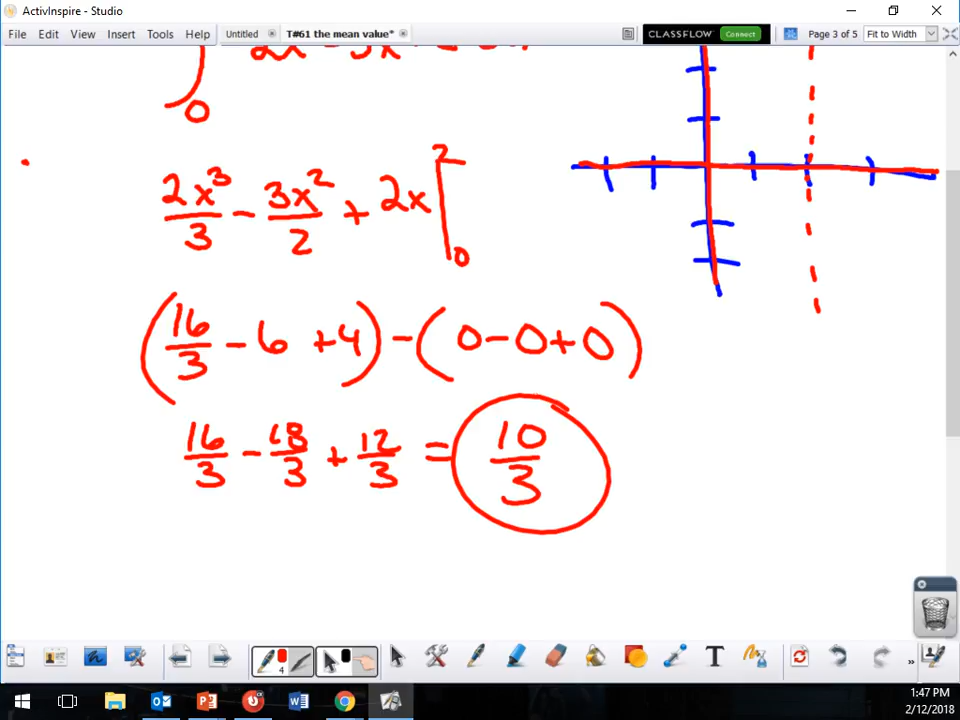 ActivInspire - Studio
File Edit View Insert Tools Help Untitled T#61 the mean value* CLASSFLOW Connect Page 3 of 5 Fit to Width
0
2x³/3 - 3x²/2 + 2x |₀²
(16/3 - 6 + 4) - (0 - 0 + 0)
16/3 - 18/3 + 12/3 = 10/3
4 T »
1:47 PM
2/12/2018